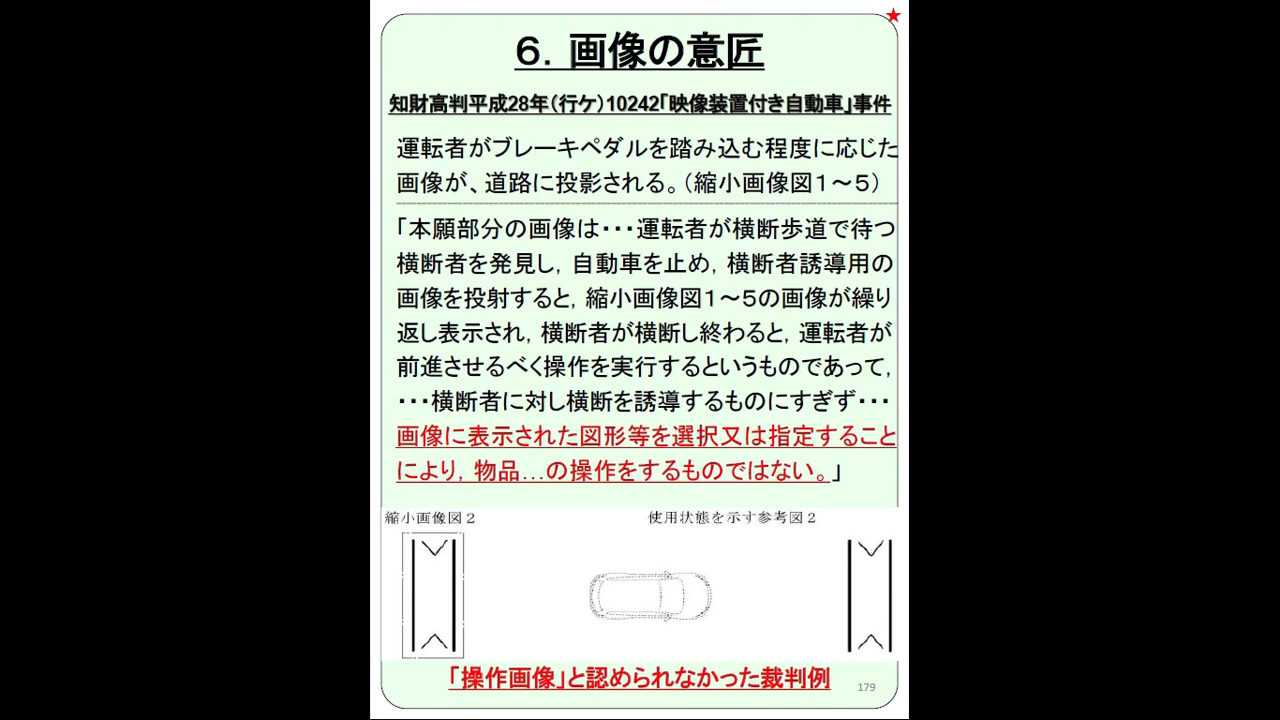 ★
６．画像の意匠
知財高判平成28年（行ケ）10242「映像装置付き自動車」事件
運転者がブレーキペダルを踏み込む程度に応じた
画像が、道路に投影される。（縮小画像図１～５）
「本願部分の画像は・・・運転者が横断歩道で待つ
横断者を発見し，自動車を止め，横断者誘導用の
画像を投射すると，縮小画像図１～５の画像が繰り
返し表示され，横断者が横断し終わると，運転者が
前進させるべく操作を実行するというものであって，
・・・横断者に対し横断を誘導するものにすぎず・・・
画像に表示された図形等を選択又は指定すること
により，物品…の操作をするものではない。」
縮小画像図２
使用状態を示す参考図２
「操作画像」と認められなかった裁判例
179